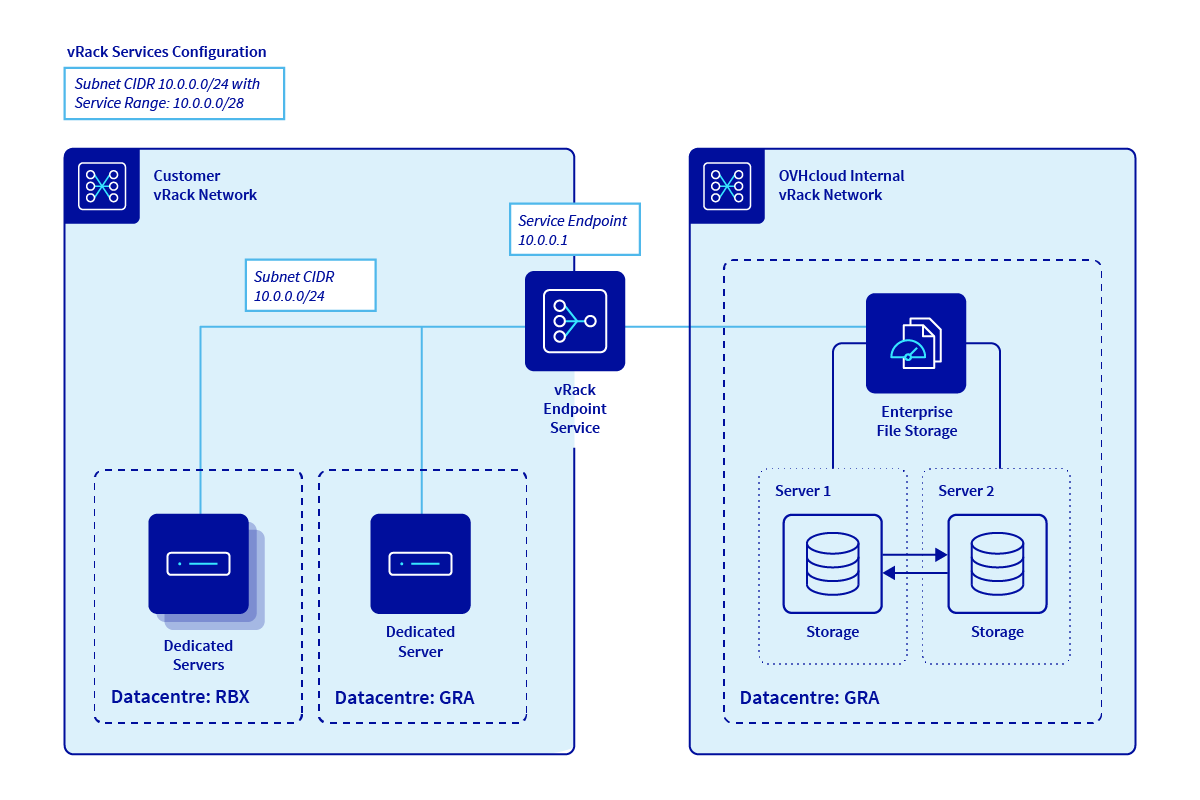 vRack Services Configuration
Subnet CIDR 10.0.0.0/24 with
Service Range: 10.0.0.0/28
Customer
vRack Network
Service Endpoint
10.0.0.1
Subnet CIDR
10.0.0.0/24
vRack
Endpoint
Service
Dedicated
Servers
Datacentre: RBX
Dedicated
Server
Datacentre: GRA
OVHcloud Internal
vRack Network
Enterprise
File Storage
Server 1
Storage
Server 2
Storage
Datacentre: GRA